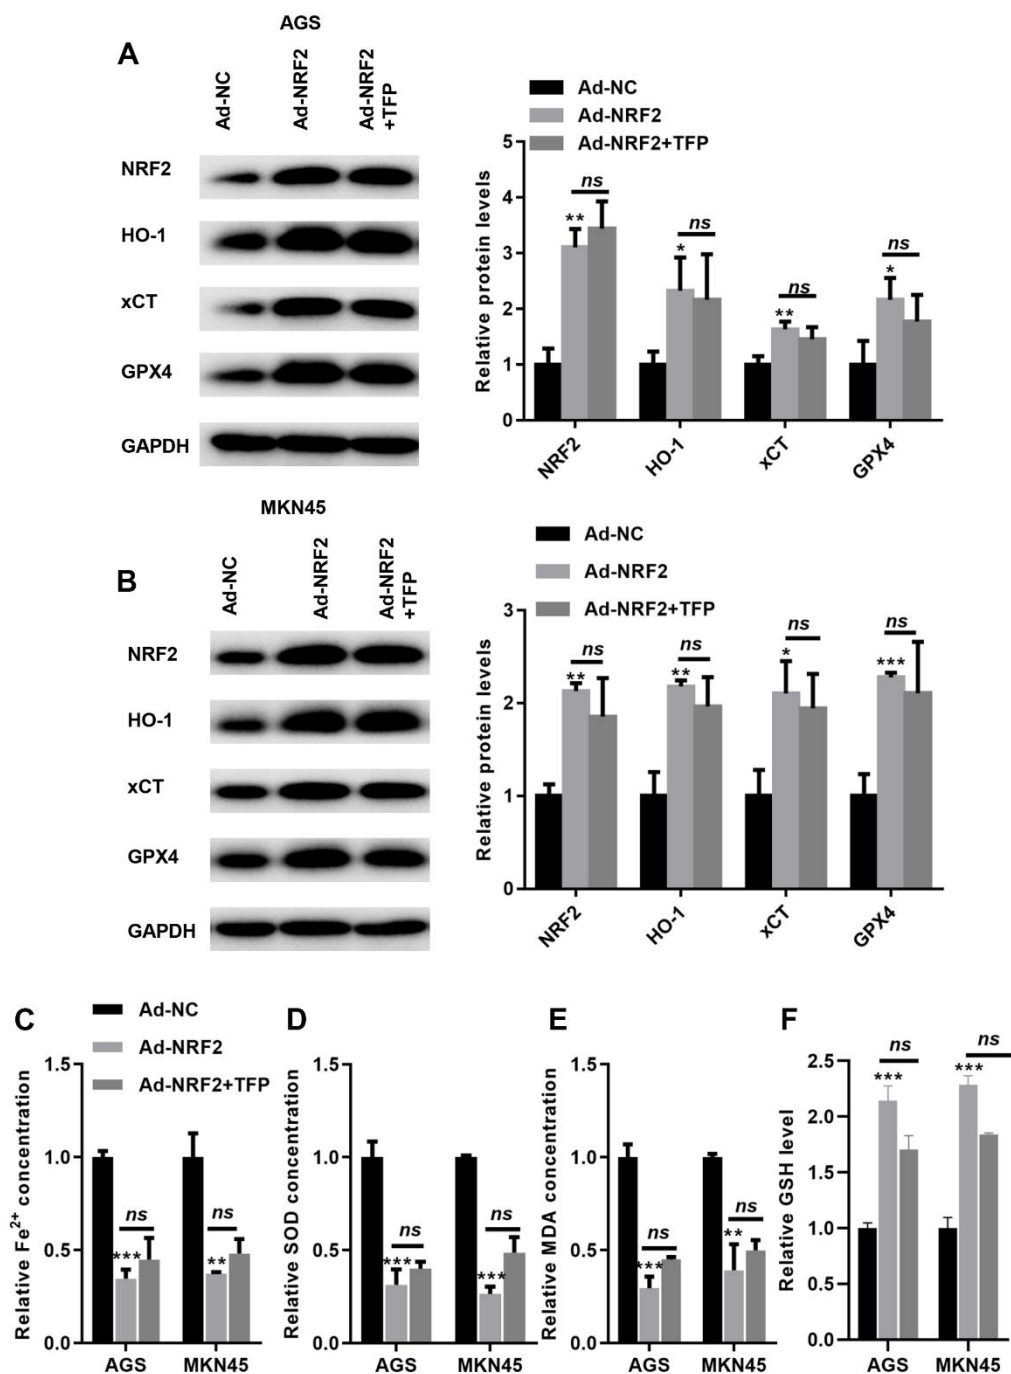 A
AGS
Ad-NC
Ad-NRF2
Ad-NRF2
+TFP
NRF2
HO-1
xCT
GPX4
GAPDH
Ad-NC
Ad-NRF2
Ad-NRF2+TFP
Relative protein levels
5
4
3
2
1
0
**
ns
*
ns
**
ns
*
ns
NRF2
HO-1
xCT
GPX4
B
MKN45
Ad-NC
Ad-NRF2
Ad-NRF2
+TFP
NRF2
HO-1
xCT
GPX4
GAPDH
Ad-NC
Ad-NRF2
Ad-NRF2+TFP
Relative protein levels
3
2
1
0
**
ns
**
ns
*
ns
***
ns
NRF2
HO-1
xCT
GPX4
C
Ad-NC
Ad-NRF2
Ad-NRF2+TFP
Relative Fe2+ concentration
1.5
1.0
0.5
0.0
***
ns
**
ns
AGS
MKN45
D
Relative SOD concentration
1.5
1.0
0.5
0.0
***
ns
***
ns
AGS
MKN45
E
Relative MDA concentration
1.5
1.0
0.5
0.0
***
ns
**
ns
AGS
MKN45
F
Relative GSH level
2.5
2.0
1.5
1.0
0.5
0.0
***
ns
***
ns
AGS
MKN45